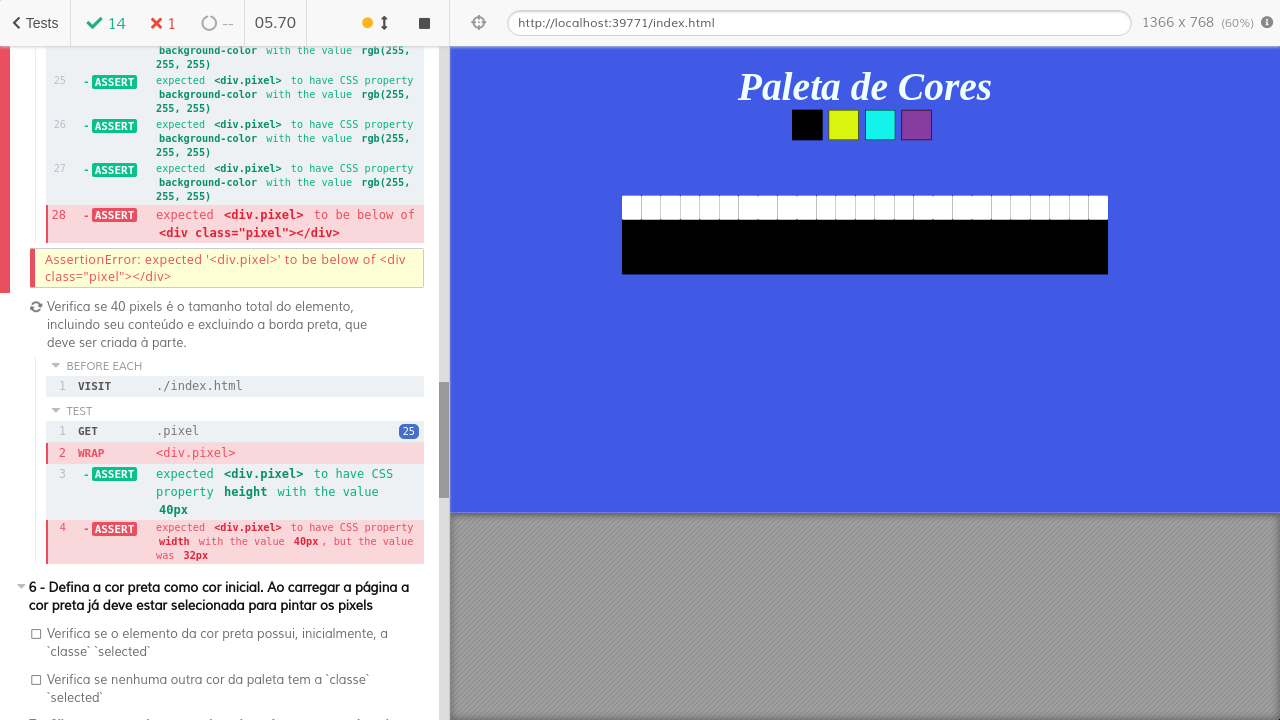 Tests
14
1
--
05.70
http://localhost:39771/index.html
1366 x 768 (60%)
background-color with the value rgb(255,
255, 255)
25 -ASSERT expected <div.pixel> to have CSS property
background-color with the value rgb(255,
255, 255)
26 -ASSERT expected <div.pixel> to have CSS property
background-color with the value rgb(255,
255, 255)
27 -ASSERT expected <div.pixel> to have CSS property
background-color with the value rgb(255,
255, 255)
28 -ASSERT expected <div.pixel> to be below of
<div class="pixel"></div>
AssertionError: expected '<div.pixel>' to be below of <div
class="pixel"></div>
Verifica se 40 pixels é o tamanho total do elemento,
incluindo seu conteúdo e excluindo a borda preta, que
deve ser criada à parte.
BEFORE EACH
1 VISIT ./index.html
TEST
1 GET .pixel 25
2 WRAP <div.pixel>
3 -ASSERT expected <div.pixel> to have CSS
property height with the value
40px
4 -ASSERT expected <div.pixel> to have CSS property
width with the value 40px, but the value
was 32px
6 - Defina a cor preta como cor inicial. Ao carregar a página a
cor preta já deve estar selecionada para pintar os pixels
Verifica se o elemento da cor preta possui, inicialmente, a
`classe` `selected`
Verifica se nenhuma outra cor da paleta tem a `classe`
`selected`
Paleta de Cores